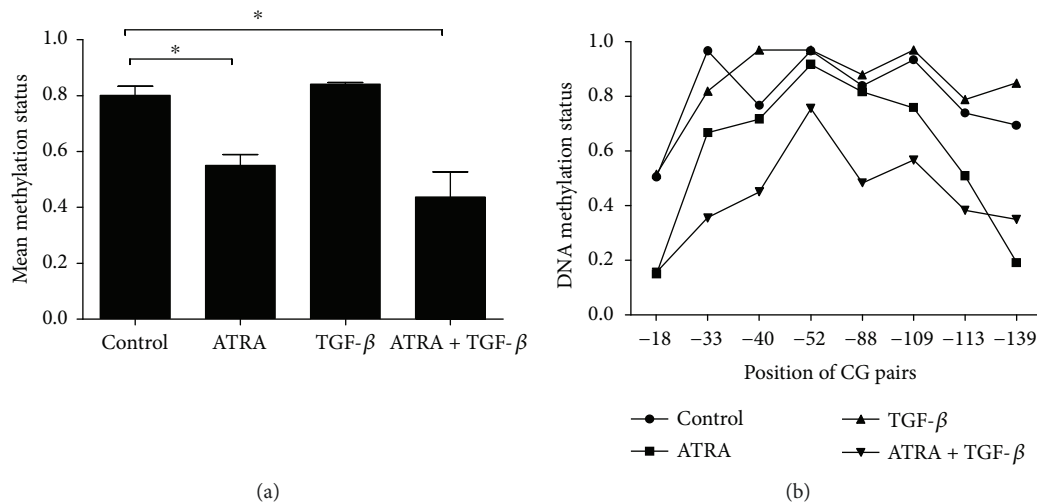 *
*
1.0
0.8
0.6
0.4
0.2
0.0
Mean methylation status
Control ATRA TGF-β ATRA + TGF-β
(a)
1.0
0.8
0.6
0.4
0.2
0.0
DNA methylation status
−18 −33 −40 −52 −88 −109 −113 −139
Position of CG pairs
Control TGF-β
ATRA ATRA + TGF-β
(b)